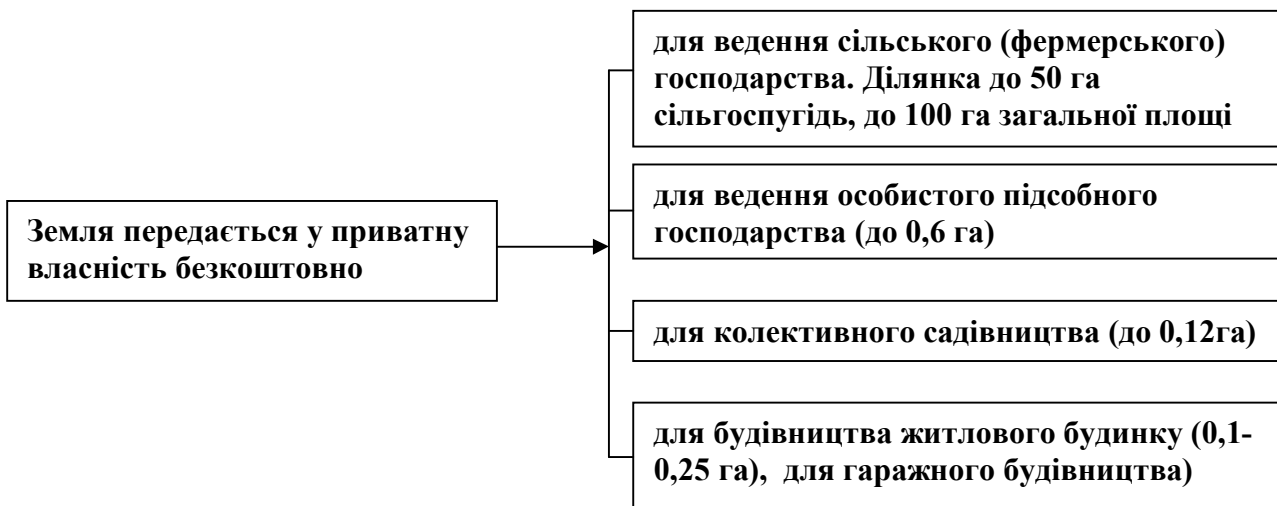 для ведення сільського (фермерського)
господарства. Ділянка до 50 га
сільгоспугідь, до 100 га загальної площі
для ведення особистого підсобного
господарства (до 0,6 га)
Земля передається у приватну
власність безкоштовно
для колективного садівництва (до 0,12га)
для будівництва житлового будинку (0,1-
0,25 га), для гаражного будівництва)